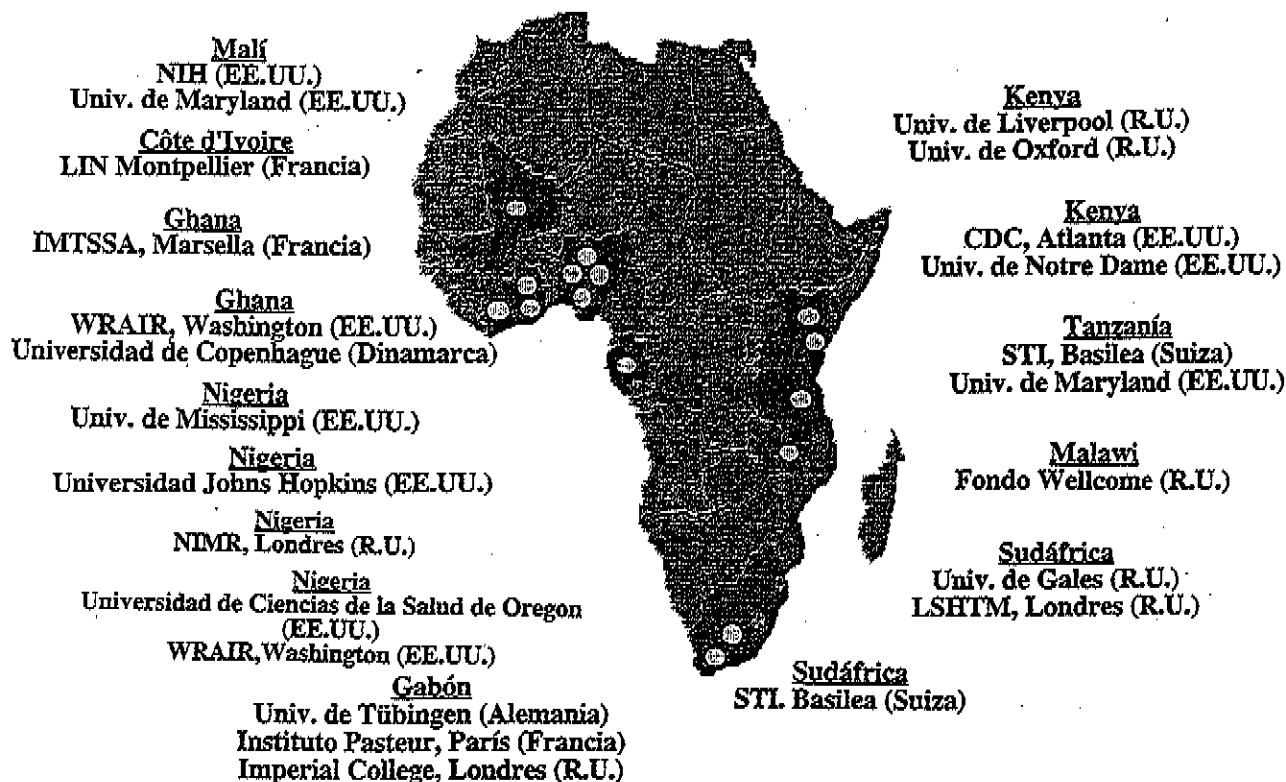 Malí
NIH (EE.UU.)
Univ. de Maryland (EE.UU.)
Côte d'Ivoire
LIN Montpellier (Francia)
Ghana
IMTSSA, Marsella (Francia)
Ghana
WRAIR, Washington (EE.UU.)
Universidad de Copenhague (Dinamarca)
Nigeria
Univ. de Mississippi (EE.UU.)
Nigeria
Universidad Johns Hopkins (EE.UU.)
Nigeria
NIMR, Londres (R.U.)
Nigeria
Universidad de Ciencias de la Salud de Oregon
(EE.UU.)
WRAIR,Washington (EE.UU.)
Gabón
Univ. de Tübingen (Alemania)
Instituto Pasteur, París (Francia)
Imperial College, Londres (R.U.)
Kenya
Univ. de Liverpool (R.U.)
Univ. de Oxford (R.U.)
Kenya
CDC, Atlanta (EE.UU.)
Univ. de Notre Dame (EE.UU.)
Tanzanía
STI, Basilea (Suiza)
Univ. de Maryland (EE.UU.)
Malawi
Fondo Wellcome (R.U.)
Sudáfrica
Univ. de Gales (R.U.)
LSHTM, Londres (R.U.)
Sudáfrica
STI. Basilea (Suiza)